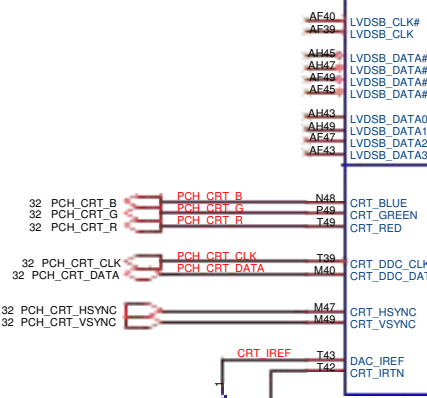 AF40 LVDSB_CLK#
AF39 LVDSB_CLK
AH45 LVDSB_DATA#
AH47 LVDSB_DATA#
AF49 LVDSB_DATA#
AF45 LVDSB_DATA#
AH43 LVDSB_DATA0
AH49 LVDSB_DATA1
AF47 LVDSB_DATA2
AF43 LVDSB_DATA3
32 PCH_CRT_B PCH_CRT_B N48 CRT_BLUE
32 PCH_CRT_G PCH_CRT_G P49 CRT_GREEN
32 PCH_CRT_R PCH_CRT_R T49 CRT_RED
32 PCH_CRT_CLK PCH_CRT_CLK T39 CRT_DDC_CLK
32 PCH_CRT_DATA PCH_CRT_DATA M40 CRT_DDC_DAT
32 PCH_CRT_HSYNC M47 CRT_HSYNC
32 PCH_CRT_VSYNC M49 CRT_VSYNC
CRT_IREF T43 DAC_IREF
T42 CRT_IRTN
1